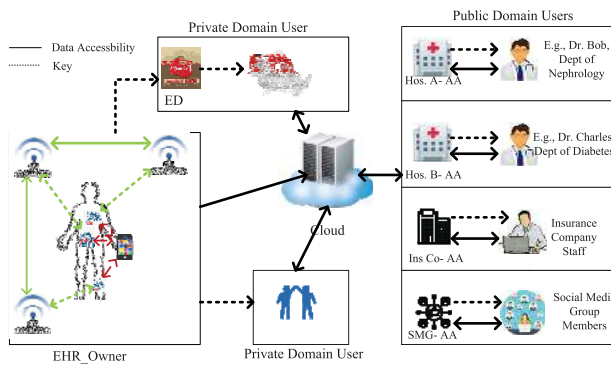 Private Domain User
Public Domain Users
Data Accessbility
Key
ED
Hos. A- AA
E.g., Dr. Bob,
Dept of
Nephrology
Hos. B- AA
E.g., Dr. Charles
Dept of Diabetes
Cloud
Ins Co- AA
Insurance
Company
Staff
SMG- AA
Social Medi
Group
Members
EHR_Owner
Private Domain User